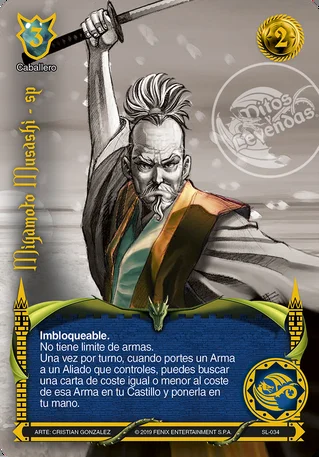 3
2
Caballero
Mitos y Leyendas
Miyamoto Musashi - sp
Imbloqueable.
No tiene limite de armas.
Una vez por turno, cuando portes un Arma
a un Aliado que controles, puedes buscar
una carta de coste igual o menor al coste
de esa Arma en tu Castillo y ponerla en
tu mano.
ARTE: CRISTIAN GONZALEZ
© 2019 FENIX ENTERTAINMENT S.P.A.
SL-034